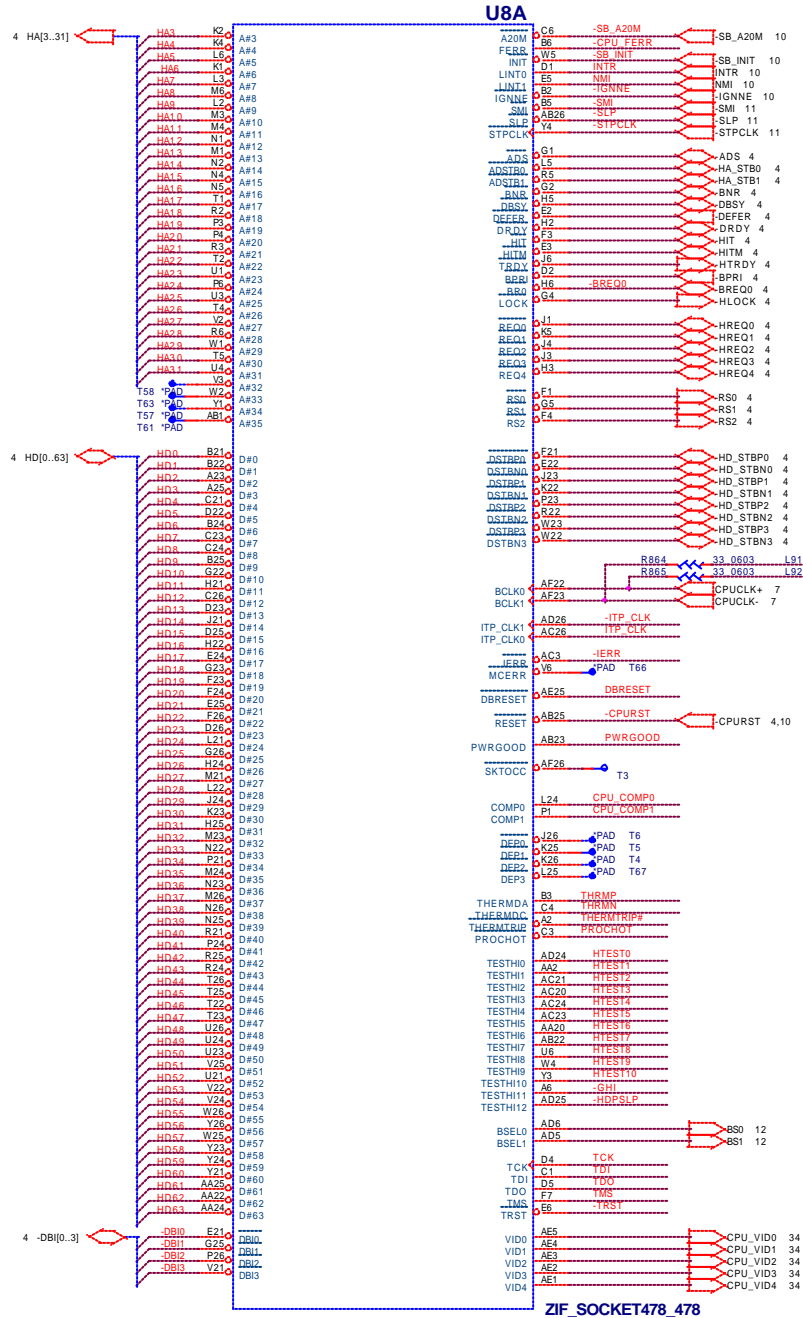 U8A
4 HA[3..31]
HA3 K2 A#3
HA4 K4 A#4
HA5 L6 A#5
HA6 K1 A#6
HA7 L3 A#7
HA8 M6 A#8
HA9 L2 A#9
HA10 M3 A#10
HA11 M4 A#11
HA12 N1 A#12
HA13 M1 A#13
HA14 N2 A#14
HA15 N4 A#15
HA16 N5 A#16
HA17 T1 A#17
HA18 R2 A#18
HA19 P3 A#19
HA20 P4 A#20
HA21 R3 A#21
HA22 T2 A#22
HA23 U1 A#23
HA24 P6 A#24
HA25 U3 A#25
HA26 T4 A#26
HA27 V2 A#27
HA28 R6 A#28
HA29 W1 A#29
HA30 T5 A#30
HA31 U4 A#31
V3 A#32
T58 *PAD W2 A#33
T63 *PAD Y1 A#34
T57 *PAD AB1 A#35
T61 *PAD
4 HD[0..63]
HD0 B21 D#0
HD1 B22 D#1
HD2 A23 D#2
HD3 A25 D#3
HD4 C21 D#4
HD5 D22 D#5
HD6 B24 D#6
HD7 C23 D#7
HD8 C24 D#8
HD9 B25 D#9
HD10 G22 D#10
HD11 H21 D#11
HD12 C26 D#12
HD13 D23 D#13
HD14 J21 D#14
HD15 D25 D#15
HD16 H22 D#16
HD17 E24 D#17
HD18 G23 D#18
HD19 F23 D#19
HD20 F24 D#20
HD21 E25 D#21
HD22 F26 D#22
HD23 D26 D#23
HD24 L21 D#24
HD25 G26 D#25
HD26 H24 D#26
HD27 M21 D#27
HD28 L22 D#28
HD29 J24 D#29
HD30 K23 D#30
HD31 H25 D#31
HD32 M23 D#32
HD33 N22 D#33
HD34 P21 D#34
HD35 M24 D#35
HD36 N23 D#36
HD37 M26 D#37
HD38 N26 D#38
HD39 N25 D#39
HD40 R21 D#40
HD41 P24 D#41
HD42 R25 D#42
HD43 R24 D#43
HD44 T26 D#44
HD45 T25 D#45
HD46 T22 D#46
HD47 T23 D#47
HD48 U26 D#48
HD49 U24 D#49
HD50 U23 D#50
HD51 V25 D#51
HD52 U21 D#52
HD53 V22 D#53
HD54 V24 D#54
HD55 W26 D#55
HD56 Y26 D#56
HD57 W25 D#57
HD58 Y23 D#58
HD59 Y24 D#59
HD60 Y21 D#60
HD61 AA25 D#61
HD62 AA22 D#62
HD63 AA24 D#63
4 -DBI[0..3]
-DBI0 E21 DBI0
-DBI1 G25 DBI1
-DBI2 P26 DBI2
-DBI3 V21 DBI3
A20M C6 -SB_A20M -SB_A20M 10
FERR B6 -CPU_FERR
INIT W5 -SB_INIT -SB_INIT 10
LINT0 D1 INTR INTR 10
LINT1 E5 NMI NMI 10
IGNNE B2 -IGNNE -IGNNE 10
SMI B5 -SMI -SMI 11
SLP AB26 -SLP -SLP 11
STPCLK Y4 -STPCLK -STPCLK 11
ADS G1 -ADS 4
ADSTB0 L5 -HA_STB0 4
ADSTB1 R5 -HA_STB1 4
BNR G2 -BNR 4
DBSY H5 -DBSY 4
DEFER E2 -DEFER 4
DRDY H2 -DRDY 4
HIT F3 -HIT 4
HITM E3 -HITM 4
TRDY J6 -HTRDY 4
BPRI D2 -BPRI 4
BR0 H6 -BREQ0 -BREQ0 4
LOCK G4 -HLOCK 4
REQ0 J1 -HREQ0 4
REQ1 K5 -HREQ1 4
REQ2 J4 -HREQ2 4
REQ3 J3 -HREQ3 4
REQ4 H3 -HREQ4 4
RS0 F1 -RS0 4
RS1 G5 -RS1 4
RS2 F4 -RS2 4
DSTBP0 F21 -HD_STBP0 4
DSTBN0 E22 -HD_STBN0 4
DSTBP1 J23 -HD_STBP1 4
DSTBN1 K22 -HD_STBN1 4
DSTBP2 P23 -HD_STBP2 4
DSTBN2 R22 -HD_STBN2 4
DSTBP3 W23 -HD_STBP3 4
DSTBN3 W22 -HD_STBN3 4
R864 33_0603 L91
R865 33_0603 L92
BCLK0 AF22 CPUCLK+ 7
BCLK1 AF23 CPUCLK- 7
ITP_CLK1 AD26 -ITP_CLK
ITP_CLK0 AC26 ITP_CLK
IERR AC3 -IERR
MCERR V6 *PAD T66
DBRESET AE25 DBRESET
RESET AB25 -CPURST -CPURST 4,10
PWRGOOD AB23 PWRGOOD
SKTOCC AF26 T3
COMP0 L24 CPU_COMP0
COMP1 P1 CPU_COMP1
DEP0 J26 *PAD T6
DEP1 K25 *PAD T5
DEP2 K26 *PAD T4
DEP3 L25 *PAD T67
THERMDA B3 THRMP
THERMDC C4 THRMN
THERMTRIP A2 THERMTRIP#
PROCHOT C3 PROCHOT
TESTHI0 AD24 HTEST0
TESTHI1 AA2 HTEST1
TESTHI2 AC21 HTEST2
TESTHI3 AC20 HTEST3
TESTHI4 AC24 HTEST4
TESTHI5 AC23 HTEST5
TESTHI6 AA20 HTEST6
TESTHI7 AB22 HTEST7
TESTHI8 U6 HTEST8
TESTHI9 W4 HTEST9
TESTHI10 Y3 HTEST10
TESTHI11 A6 -GHI
TESTHI12 AD25 -HDPSLP
BSEL0 AD6 BS0 12
BSEL1 AD5 BS1 12
TCK D4 TCK
TDI C1 TDI
TDO D5 TDO
TMS F7 TMS
TRST E6 -TRST
VID0 AE5 CPU_VID0 34
VID1 AE4 CPU_VID1 34
VID2 AE3 CPU_VID2 34
VID3 AE2 CPU_VID3 34
VID4 AE1 CPU_VID4 34
ZIF_SOCKET478_478